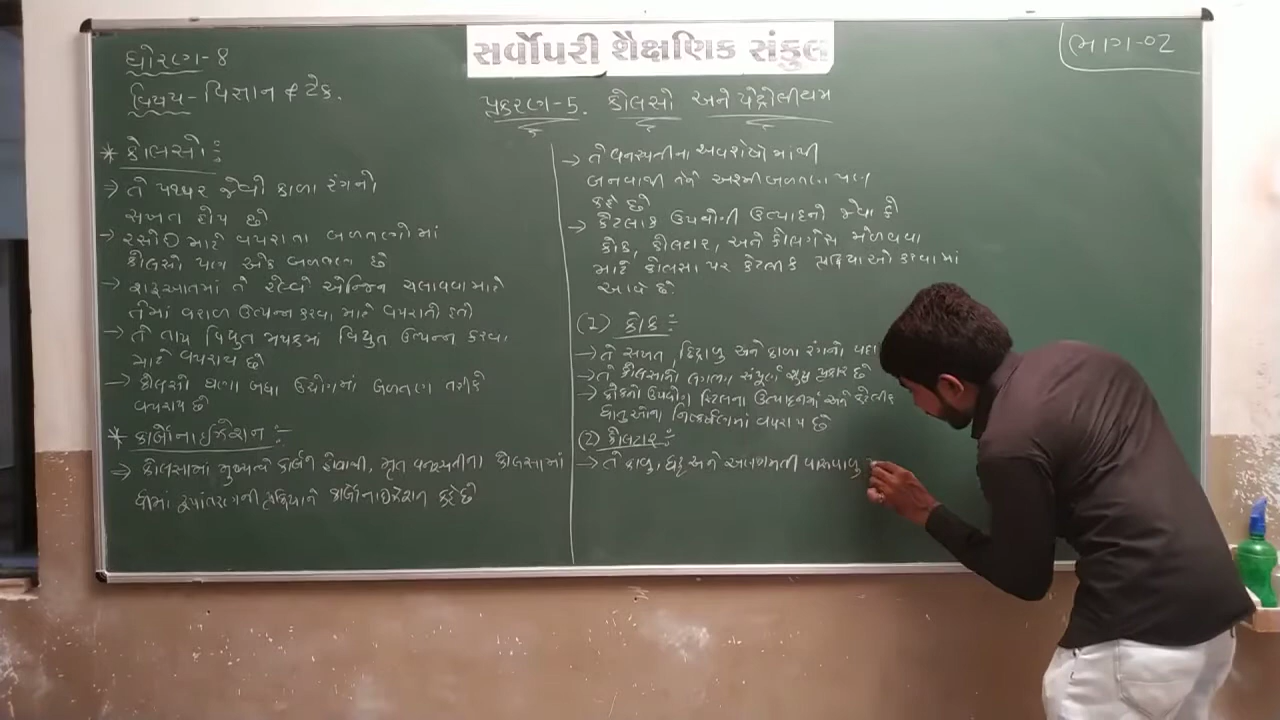 સર્વોપરી શૈક્ષણિક સંકુલ
ભાગ-02
ધોરણ-8
વિષય- વિજ્ઞાન & ટેક.
પ્રકરણ-5. કોલસો અને પેટ્રોલીયમ
* કોલસો:-
→ તે પથ્થર જેવો કાળા રંગનો
સખત હોય છે
→ રસોઇ માટે વપરાતા બળતણોમાં
કોલસો પણ એક બળતણ છે
→ શરૂઆતમાં તે રેલ્વે એન્જિન ચલાવવા માટે
તેમાં વરાળ ઉત્પન્ન કરવા માટે વપરાતો હતો
→ તે તાપ વિદ્યુત મથકમાં વિદ્યુત ઉત્પન્ન કરવા
માટે વપરાય છે
→ કોલસો ઘણા બધા ઉદ્યોગમાં બળતણ તરીકે
વપરાય છે
* કાર્બોનાઇઝેશન:-
→ કોલસામાં મુખ્યત્વે કાર્બન હોવાથી, મૃત વનસ્પતીના કોલસામાં
ધીમાં રૂપાંતરણની પ્રક્રિયાને કાર્બોનાઇઝેશન કહે છે
→ તે વનસ્પતીના અવશેષોમાંથી
બનવાથી તેને અશ્મી બળતણ પણ
કહે છે
→ કેટલાક ઉપયોગી ઉત્પાદનો જેવા કે
કોક, કોલટાર, અને કોલગેસ મેળવવા
માટે કોલસા પર કેટલીક પ્રક્રિયાઓ કરવામાં
આવે છે.
(1) કોક:-
→ તે સખત, છિદ્રાળુ અને કાળા રંગનો
→ તે કોલસાનો લગભગ સંપૂર્ણ શુધ્ધ પ્રકાર છે
→ કોકનો ઉપયોગ સ્ટિલના ઉત્પાદનમાં અને કેટલીક
ધાતુઓના નિષ્કર્ષણમાં વપરાય છે
(2) કોલટાર:-
→ તે કાળુ, ઘટ્ટ અને અણગમતી વાસવાળુ